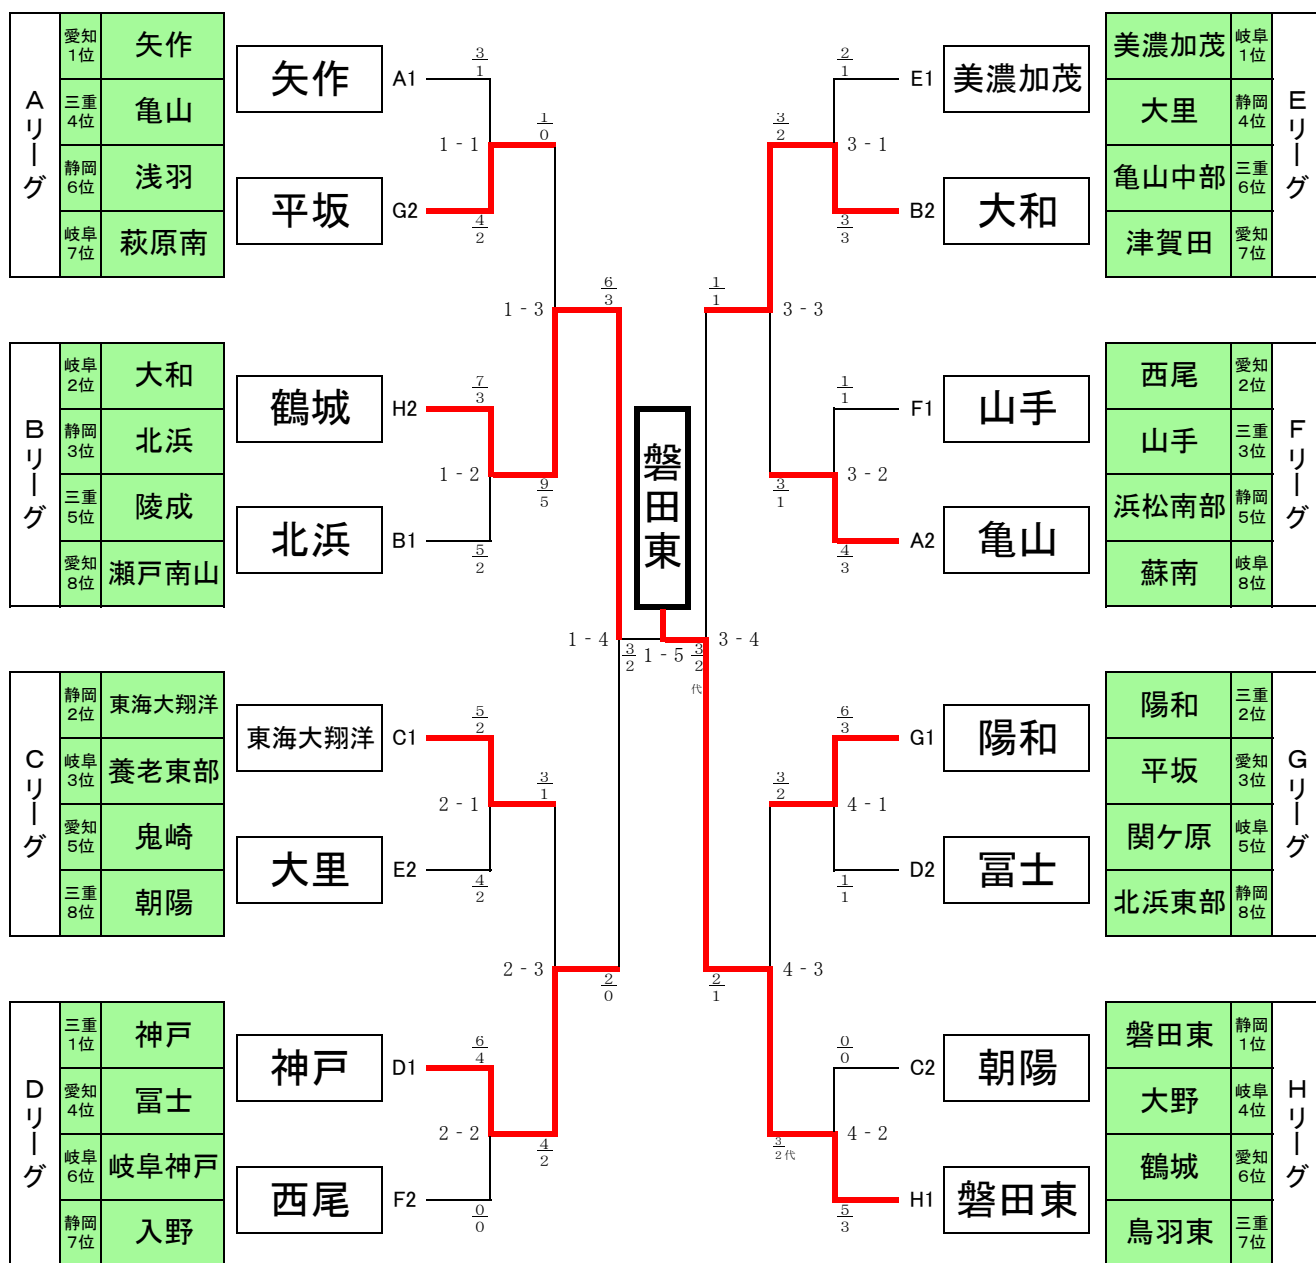 Aリーグ
愛知1位 矢作
三重4位 亀山
静岡6位 浅羽
岐阜7位 萩原南
Bリーグ
岐阜2位 大和
静岡3位 北浜
三重5位 陵成
愛知8位 瀬戸南山
Cリーグ
静岡2位 東海大翔洋
岐阜3位 養老東部
愛知5位 鬼崎
三重8位 朝陽
Dリーグ
三重1位 神戸
愛知4位 冨士
岐阜6位 岐阜神戸
静岡7位 入野
矢作 A1
3
1
1 - 1
1
0
平坂 G2
4
2
1 - 3
6
3
鶴城 H2
7
3
1 - 2
9
5
北浜 B1
5
2
1 - 4
3
2
東海大翔洋 C1
5
2
2 - 1
3
1
大里 E2
4
2
2 - 3
2
0
神戸 D1
6
4
2 - 2
4
2
西尾 F2
0
0
磐田東
1 - 5
3
2
代
2
1
E1 美濃加茂
3
2
3 - 1
3
3
B2 大和
1
1
3 - 3
1
1
F1 山手
3
1
3 - 2
4
3
A2 亀山
3 - 4
6
3
G1 陽和
3
2
4 - 1
1
1
D2 冨士
2
1
4 - 3
0
0
C2 朝陽
4 - 2
3
2代
5
3
H1 磐田東
Eリーグ
美濃加茂 岐阜1位
大里 静岡4位
亀山中部 三重6位
津賀田 愛知7位
Fリーグ
西尾 愛知2位
山手 三重3位
浜松南部 静岡5位
蘇南 岐阜8位
Gリーグ
陽和 三重2位
平坂 愛知3位
関ケ原 岐阜5位
北浜東部 静岡8位
Hリーグ
磐田東 静岡1位
大野 岐阜4位
鶴城 愛知6位
鳥羽東 三重7位